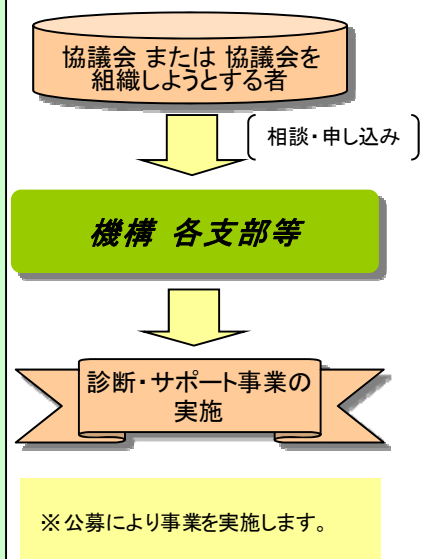 協議会 または 協議会を
組織しようとする者
相談・申し込み
機構 各支部等
診断・サポート事業の
実施
※公募により事業を実施します。